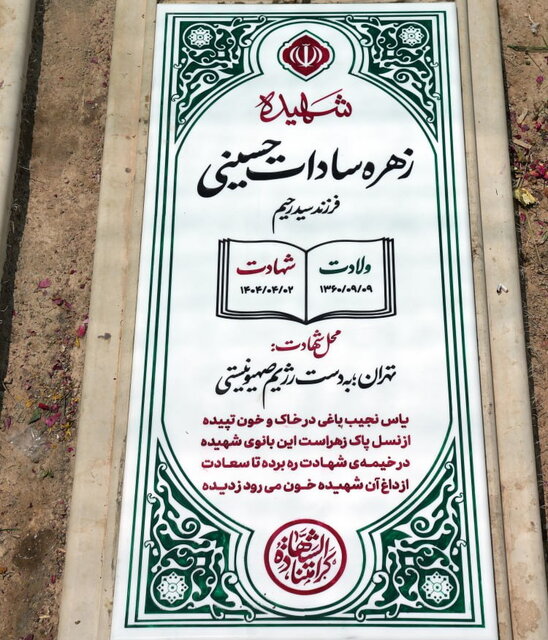 شهیده
زهره سادات حسینی
فرزند سید رحیم
ولادت
۱۳۶۰/۰۹/۰۹
شهادت
۱۴۰۴/۰۴/۰۲
محل شهادت:
تهران؛ به دست رژیم صهیونیستی
یاس نجیب باغی در خاک و خون تپیده
از نسل پاک زهراست این بانوی شهیده
در خیمه‌ی شهادت ره برده تا سعادت
از داغ آن شهیده خون می رود ز دیده
کرامتنا الشهادة